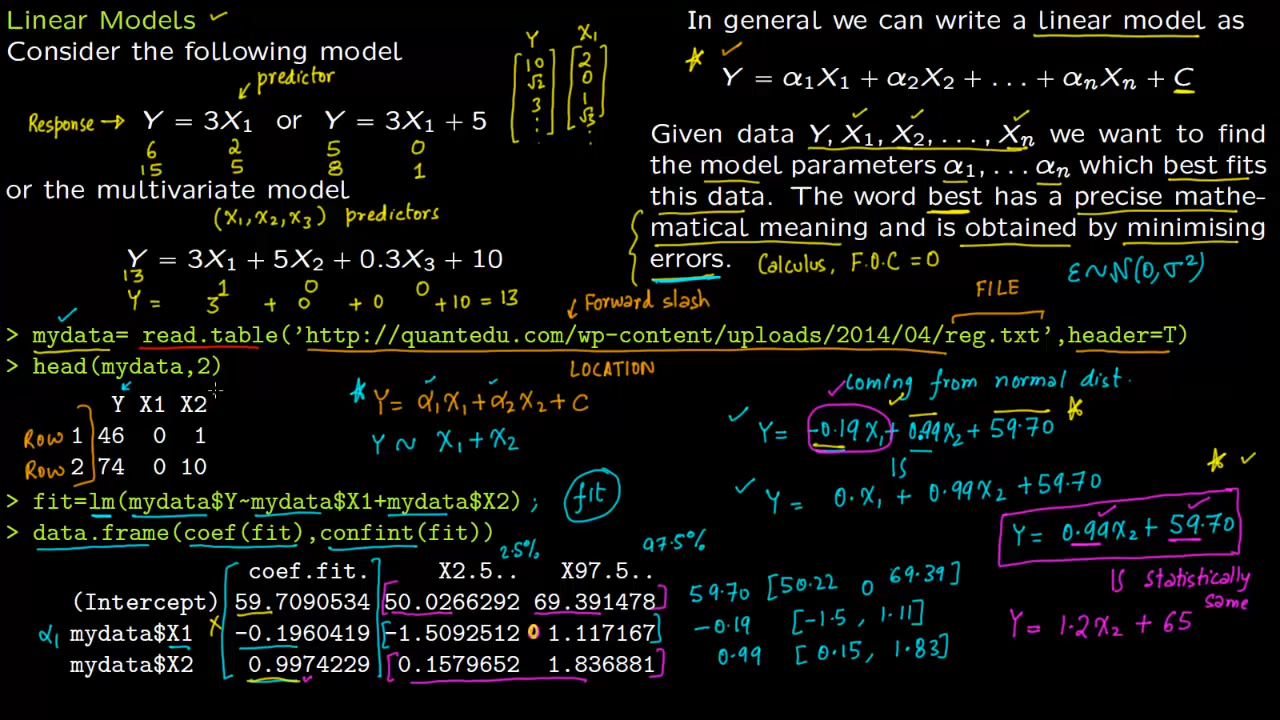 Linear Models
Consider the following model
predictor
Response → Y = 3X1 or Y = 3X1 + 5
6 2 5 0
15 5 8 1
Y X1
10 2
√2 0
3 1
⋮ √3
⋮
or the multivariate model
(X1, X2, X3) predictors
Y = 3X1 + 5X2 + 0.3X3 + 10
13 1 0 0
Y = 3 + 0 + 0 + 10 = 13
In general we can write a linear model as
Y = α1X1 + α2X2 + ... + αnXn + C
Given data Y, X1, X2, ..., Xn we want to find
the model parameters α1, ... αn which best fits
this data. The word best has a precise mathe-
matical meaning and is obtained by minimising
errors. Calculus, F.O.C = 0
ε ~ N(0, σ²)
Forward slash
FILE
> mydata= read.table('http://quantedu.com/wp-content/uploads/2014/04/reg.txt',header=T)
> head(mydata,2)
LOCATION
Y X1 X2
Row 1 46 0 1
Row 2 74 0 10
Y = α1X1 + α2X2 + C
Y ~ X1 + X2
coming from normal dist.
Y = -0.19X1 + 0.99X2 + 59.70
IS
Y = 0.X1 + 0.99X2 + 59.70
Y = 0.99X2 + 59.70
IS statistically
same
Y = 1.2X2 + 65
> fit=lm(mydata$Y~mydata$X1+mydata$X2) ; fit
> data.frame(coef(fit),confint(fit))
2.5% 97.5%
coef.fit. X2.5.. X97.5..
(Intercept) 59.7090534 50.0266292 69.391478
α1 mydata$X1 -0.1960419 -1.5092512 0 1.117167
mydata$X2 0.9974229 0.1579652 1.836881
59.70 [50.22 0 69.39]
-0.19 [-1.5, 1.11]
0.99 [0.15, 1.83]